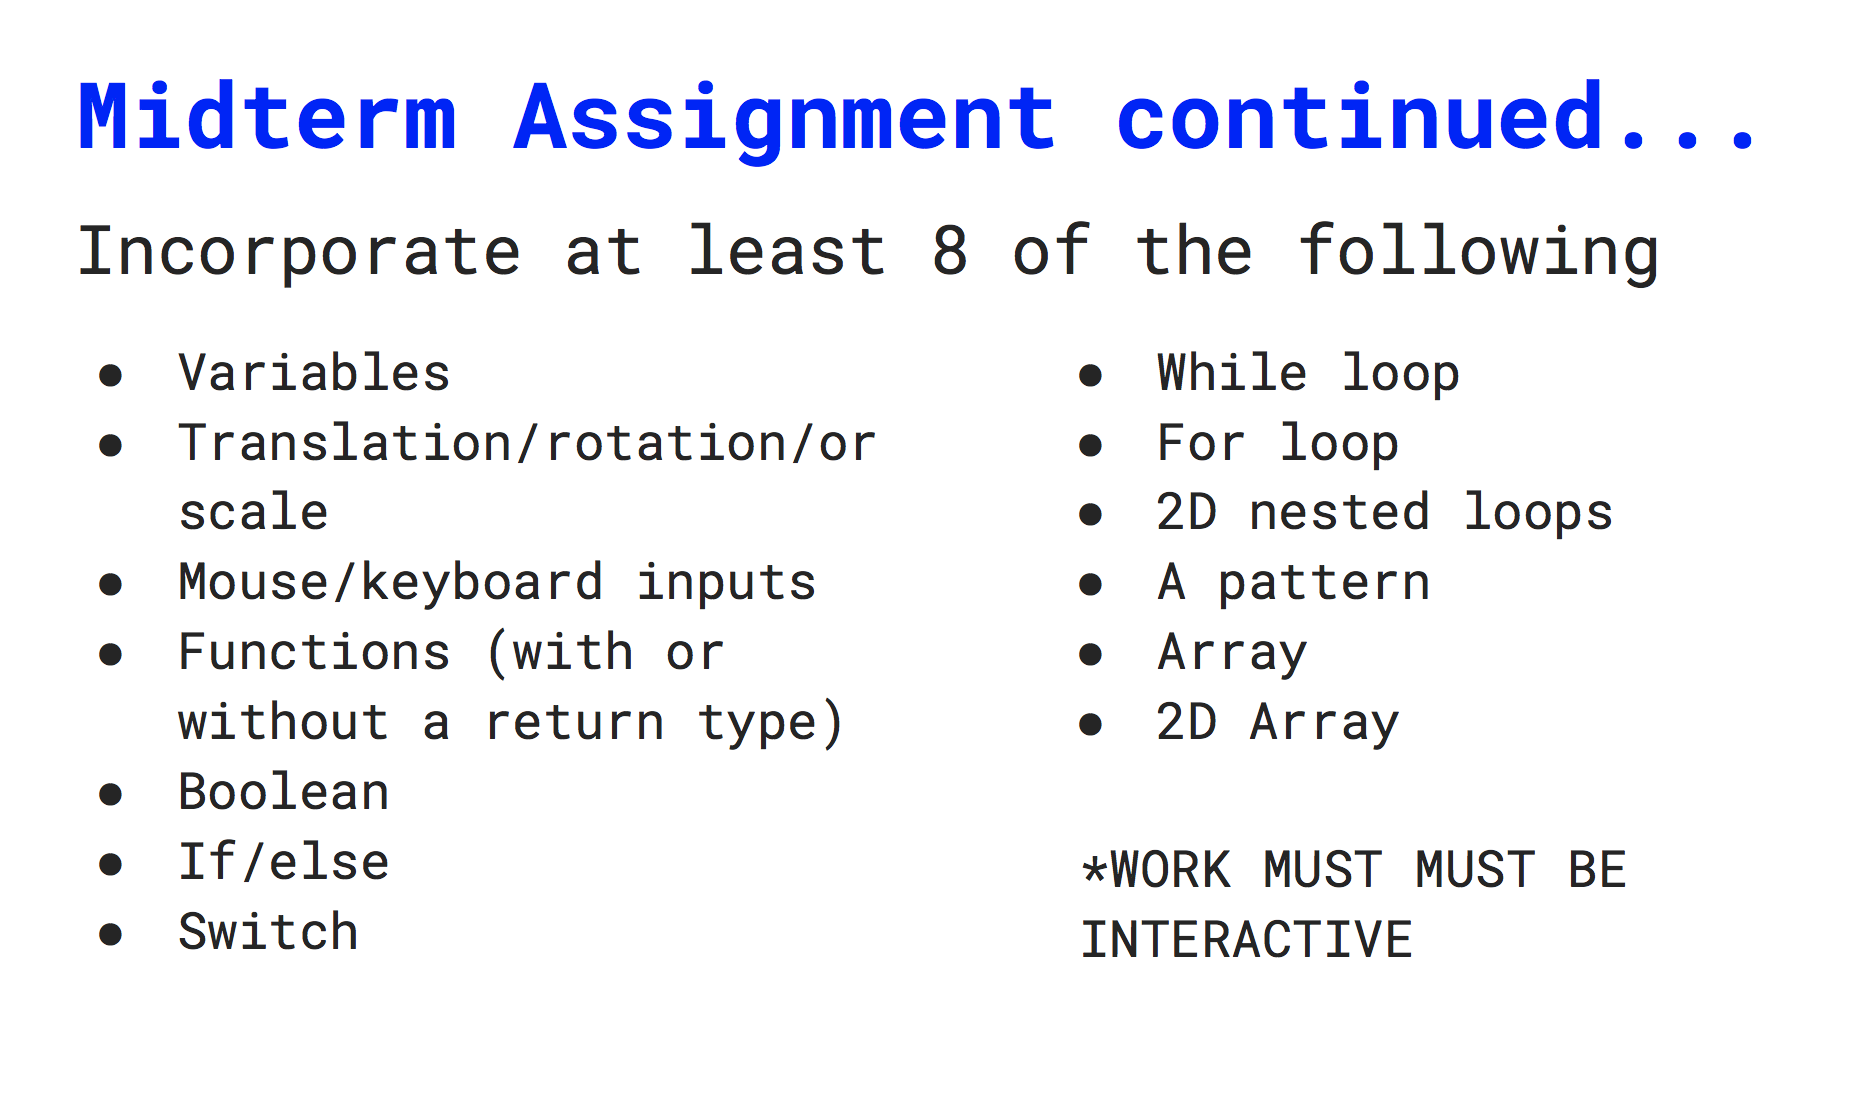 Midterm Assignment continued...
Incorporate at least 8 of the following
● Variables
● Translation/rotation/or
scale
● Mouse/keyboard inputs
● Functions (with or
without a return type)
● Boolean
● If/else
● Switch
● While loop
● For loop
● 2D nested loops
● A pattern
● Array
● 2D Array
*WORK MUST MUST BE
INTERACTIVE